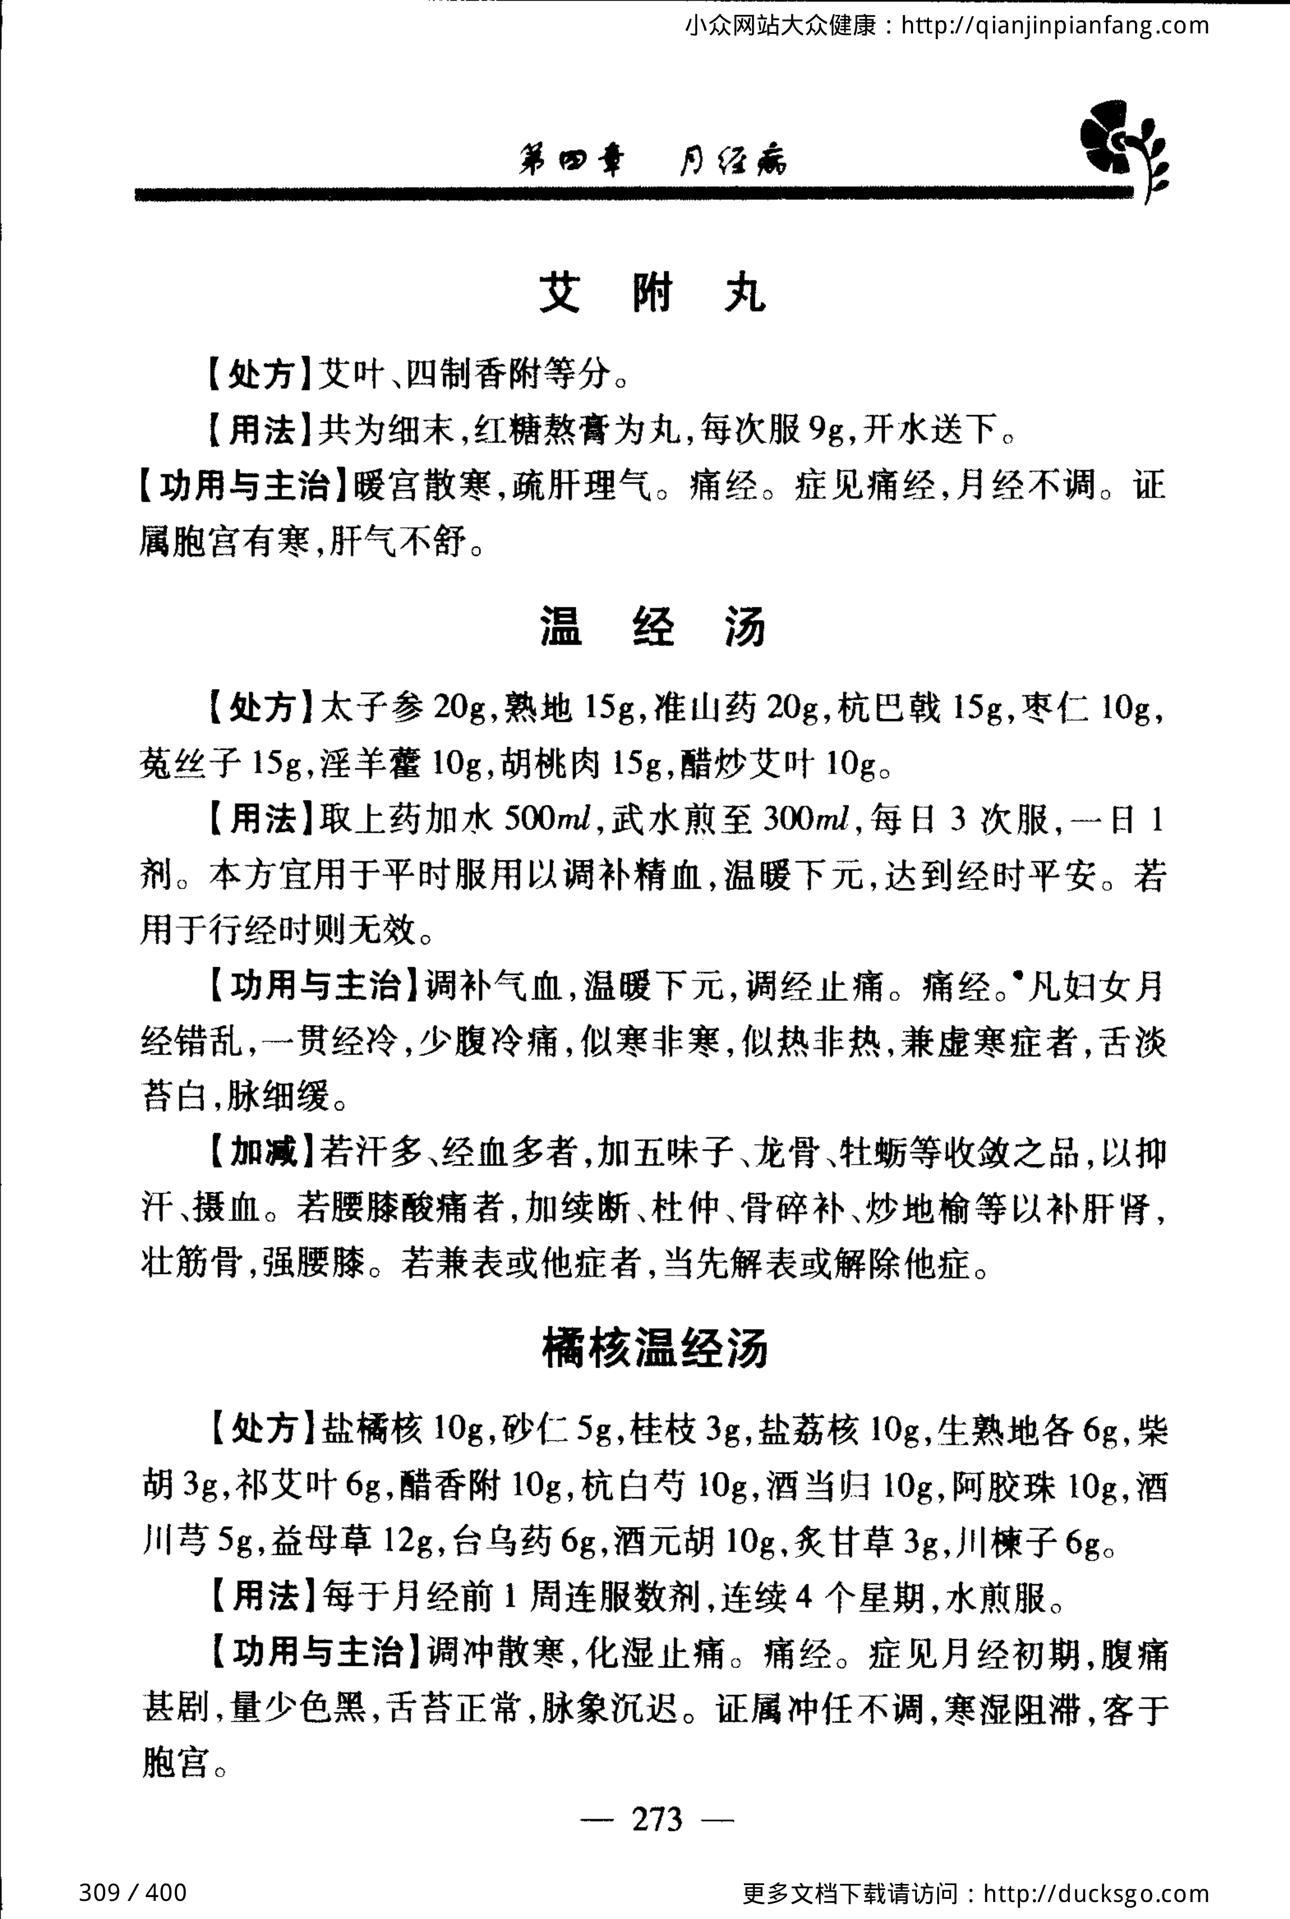 小众网站大众健康：http://qianjinpianfang.com
第四章 月经病
艾 附 丸
【处方】艾叶、四制香附等分。
【用法】共为细末,红糖熬膏为丸,每次服9g,开水送下。
【功用与主治】暖宫散寒,疏肝理气。痛经。症见痛经,月经不调。证
属胞宫有寒,肝气不舒。
温 经 汤
【处方】太子参 20g,熟地 15g,准山药 20g,杭巴戟 15g,枣仁 10g,
菟丝子 15g,淫羊藿 10g,胡桃肉 15g,醋炒艾叶 10g。
【用法】取上药加水 500ml,武水煎至 300ml,每日 3 次服,一日 1
剂。本方宜用于平时服用以调补精血,温暖下元,达到经时平安。若
用于行经时则无效。
【功用与主治】调补气血,温暖下元,调经止痛。痛经。凡妇女月
经错乱,一贯经冷,少腹冷痛,似寒非寒,似热非热,兼虚寒症者,舌淡
苔白,脉细缓。
【加减】若汗多、经血多者,加五味子、龙骨、牡蛎等收敛之品,以抑
汗、摄血。若腰膝酸痛者,加续断、杜仲、骨碎补、炒地榆等以补肝肾,
壮筋骨,强腰膝。若兼表或他症者,当先解表或解除他症。
橘核温经汤
【处方】盐橘核 10g,砂仁 5g,桂枝 3g,盐荔核 10g,生熟地各 6g,柴
胡 3g,祁艾叶 6g,醋香附 10g,杭白芍 10g,酒当归 10g,阿胶珠 10g,酒
川芎 5g,益母草 12g,台乌药 6g,酒元胡 10g,炙甘草 3g,川楝子 6g。
【用法】每于月经前 1 周连服数剂,连续 4 个星期,水煎服。
【功用与主治】调冲散寒,化湿止痛。痛经。症见月经初期,腹痛
甚剧,量少色黑,舌苔正常,脉象沉迟。证属冲任不调,寒湿阻滞,客于
胞宫。
— 273 —
309 / 400
更多文档下载请访问：http://ducksgo.com